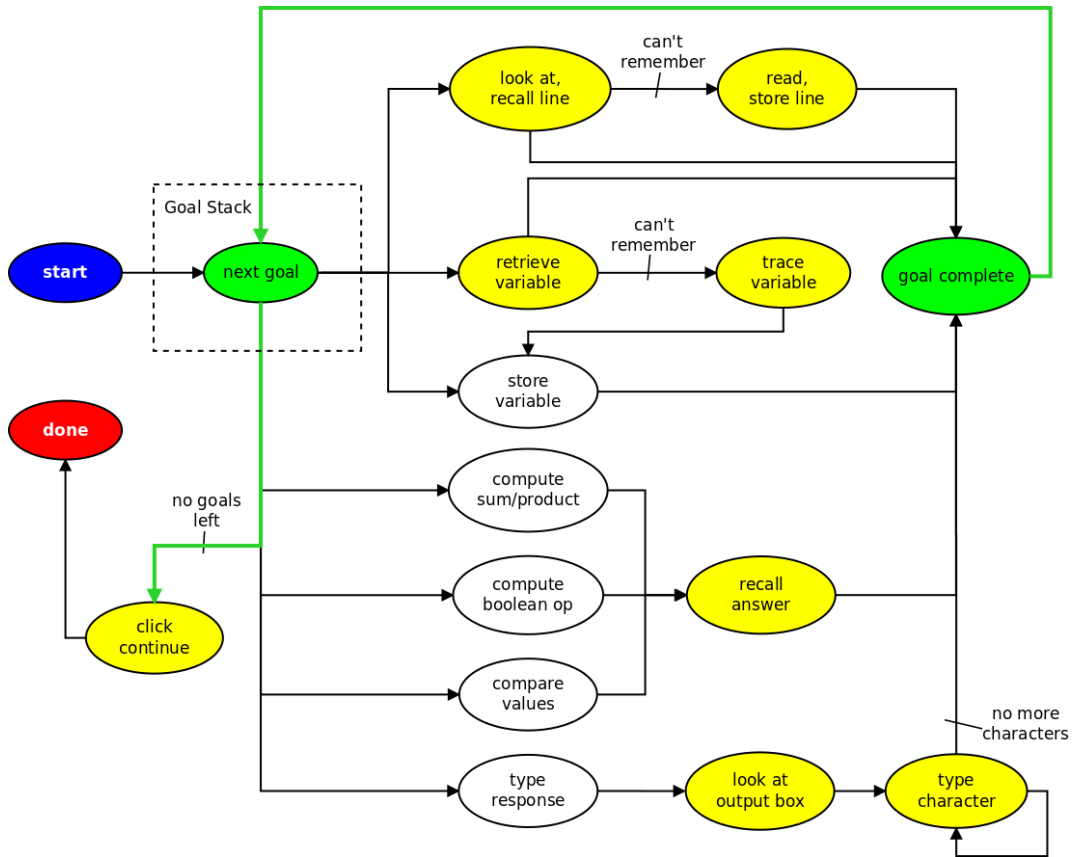 can't
remember
look at,
recall line
read,
store line
Goal Stack
can't
remember
start
next goal
retrieve
variable
trace
variable
goal complete
store
variable
done
compute
sum/product
no goals
left
compute
boolean op
recall
answer
click
continue
compare
values
no more
characters
type
response
look at
output box
type
character